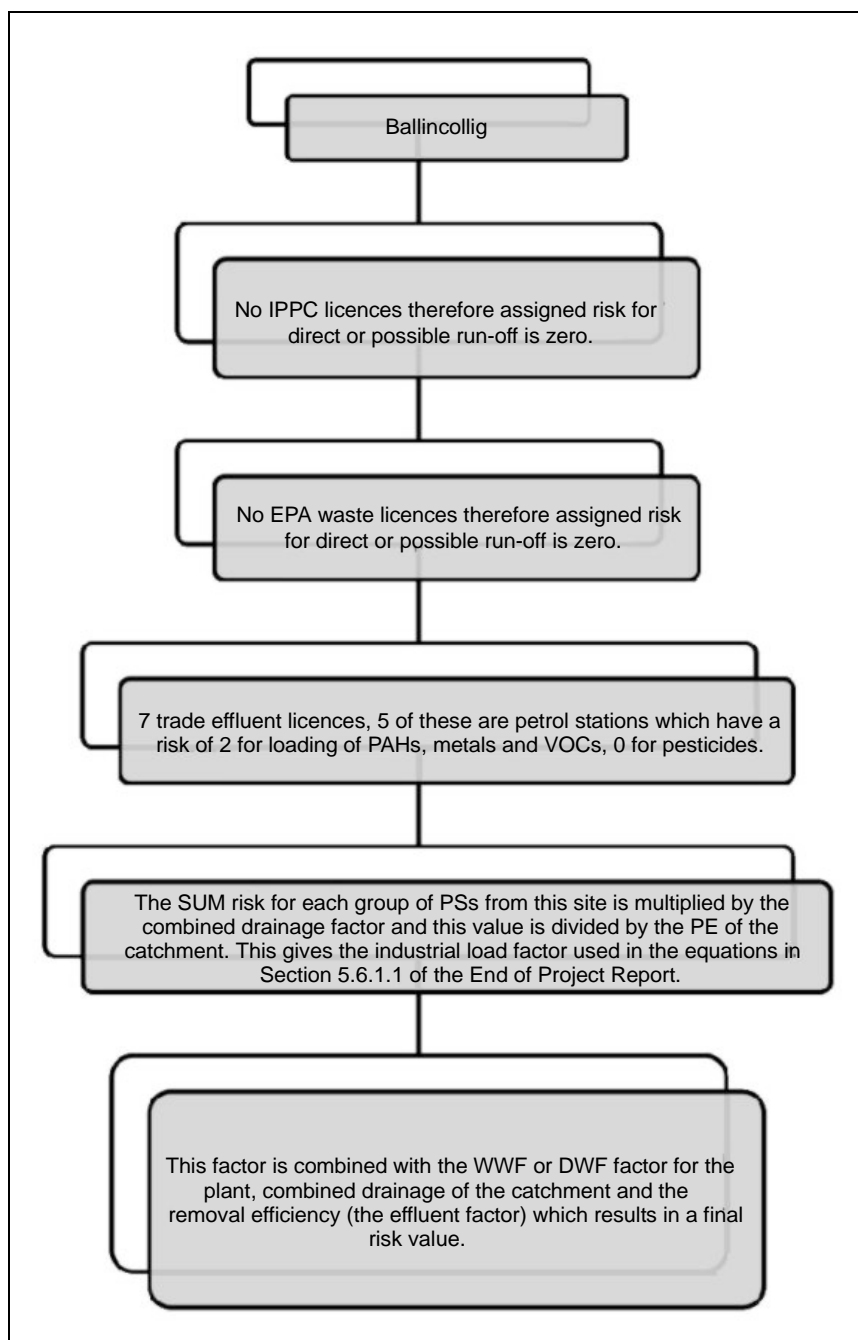 Ballincollig
No IPPC licences therefore assigned risk for
direct or possible run-off is zero.
No EPA waste licences therefore assigned risk
for direct or possible run-off is zero.
7 trade effluent licences, 5 of these are petrol stations which have a
risk of 2 for loading of PAHs, metals and VOCs, 0 for pesticides.
The SUM risk for each group of PSs from this site is multiplied by the
combined drainage factor and this value is divided by the PE of the
catchment. This gives the industrial load factor used in the equations in
Section 5.6.1.1 of the End of Project Report.
This factor is combined with the WWF or DWF factor for the
plant, combined drainage of the catchment and the
removal efficiency (the effluent factor) which results in a final
risk value.